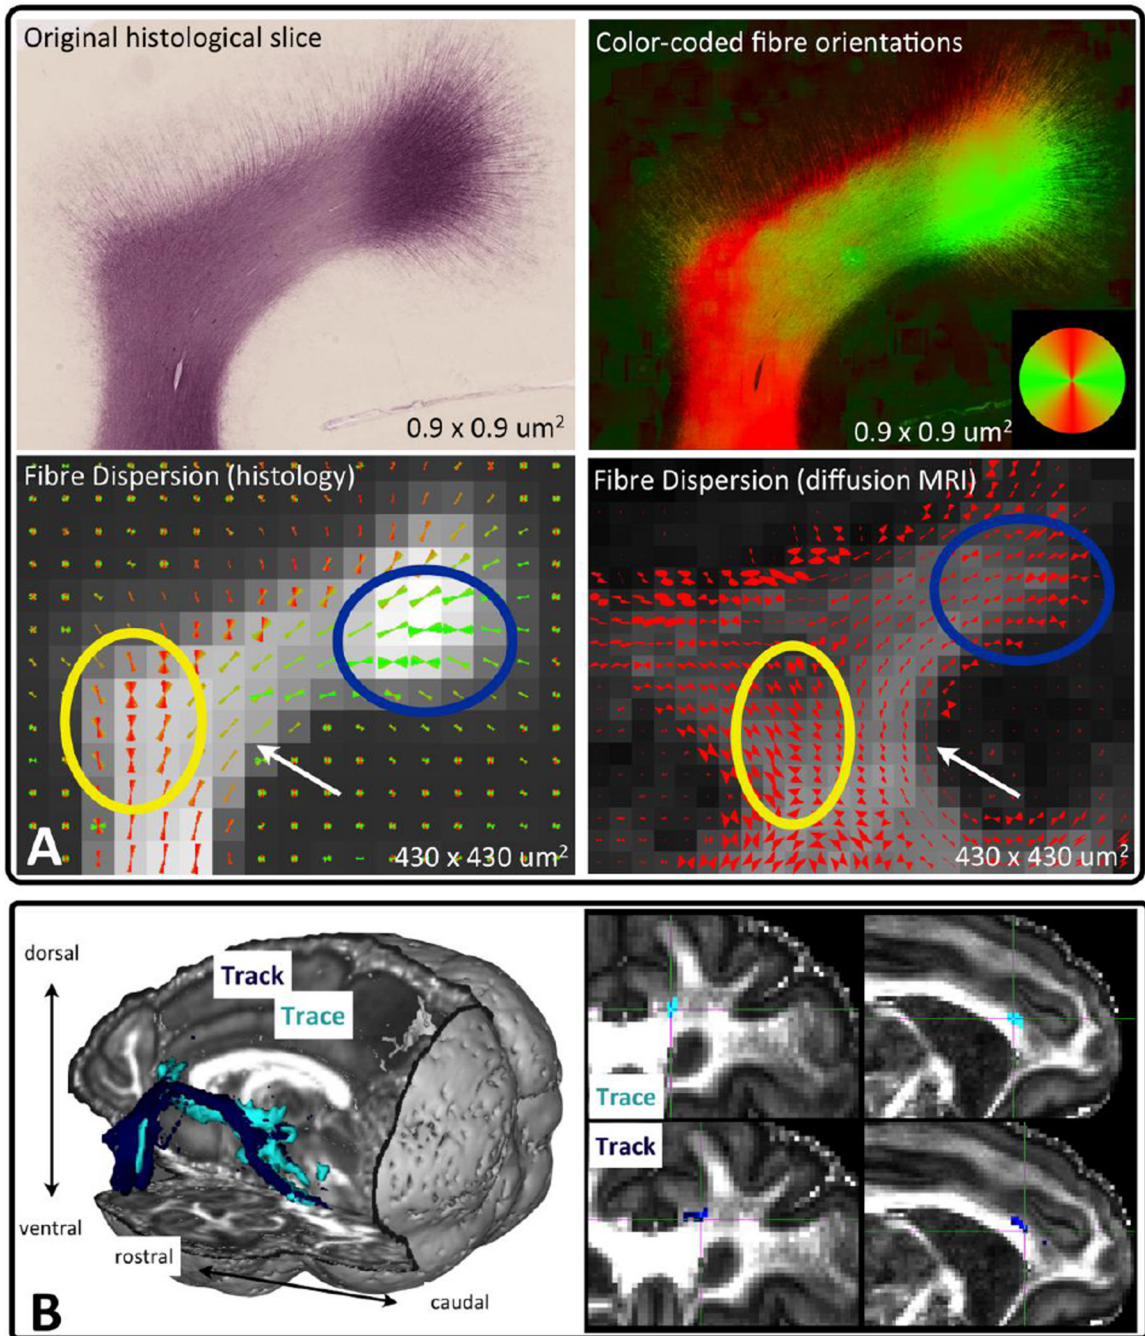 Original histological slice
0.9 x 0.9 um²
Color-coded fibre orientations
0.9 x 0.9 um²
Fibre Dispersion (histology)
A
430 x 430 um²
Fibre Dispersion (diffusion MRI)
430 x 430 um²
dorsal
Track
Trace
ventral
rostral
caudal
B
Trace
Track